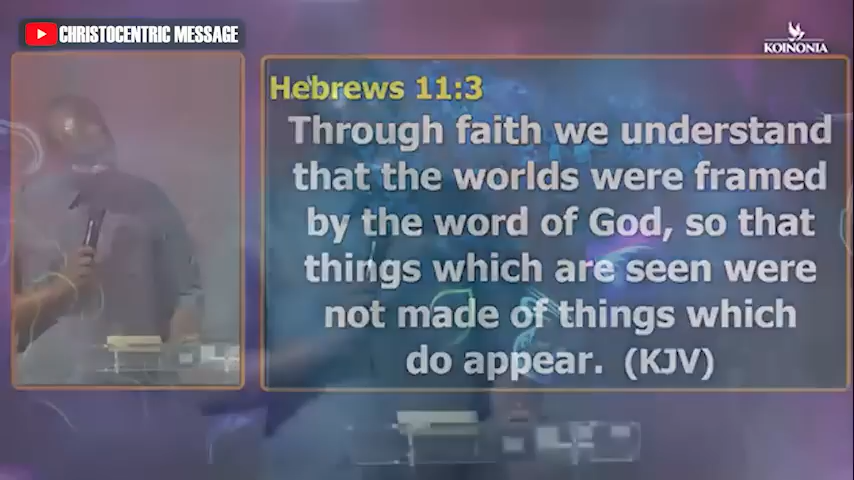 CHRISTOCENTRIC MESSAGE
KOINONIA
Hebrews 11:3
Through faith we understand
that the worlds were framed
by the word of God, so that
things which are seen were
not made of things which
do appear. (KJV)